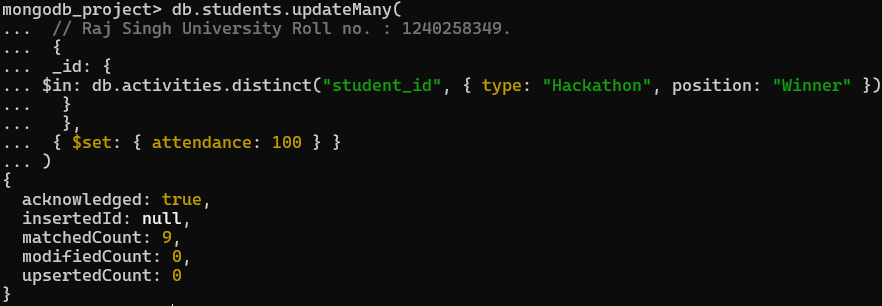 mongodb_project> db.students.updateMany(
...  // Raj Singh University Roll no. : 1240258349.
...  {
...  _id: {
... $in: db.activities.distinct("student_id", { type: "Hackathon", position: "Winner" })
...   }
...   },
...  { $set: { attendance: 100 } }
... )
{
  acknowledged: true,
  insertedId: null,
  matchedCount: 9,
  modifiedCount: 0,
  upsertedCount: 0
}